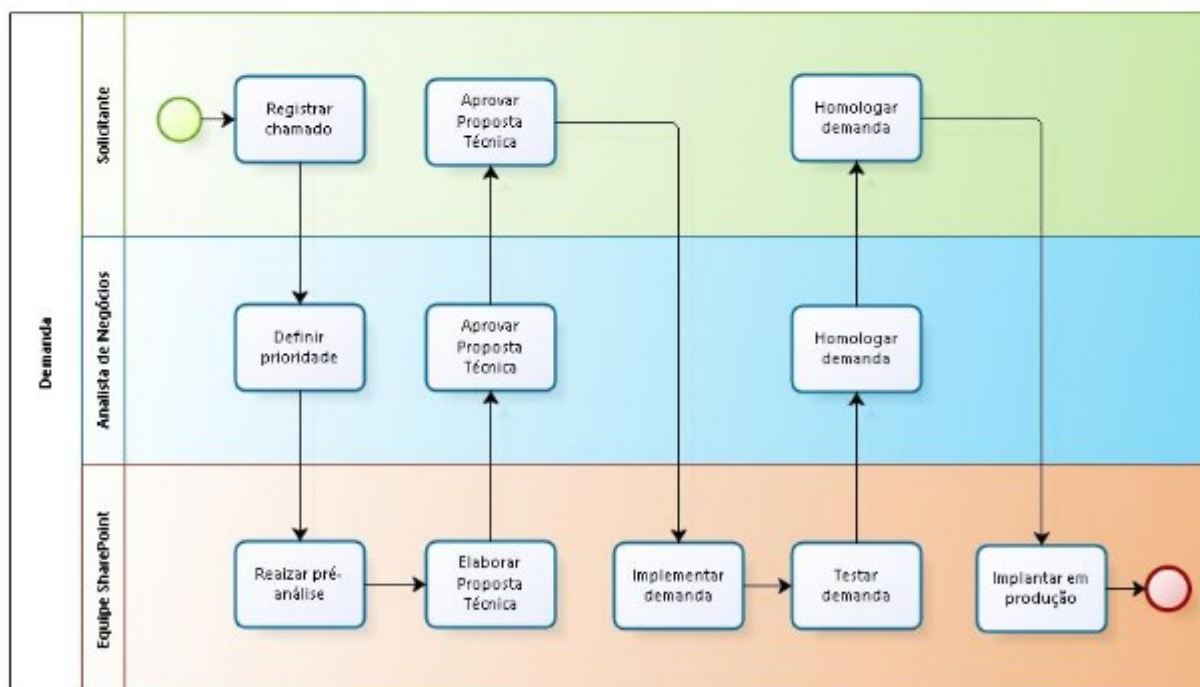 Demanda
Solicitante
Registrar
chamado
Aprovar
Proposta
Técnica
Homologar
demanda
Analista de Negócios
Definir
prioridade
Aprovar
Proposta
Técnica
Homologar
demanda
Equipe SharePoint
Reaizar pré-
análise
Elaborar
Proposta
Técnica
Implementar
demanda
Testar
demanda
Implantar em
produção